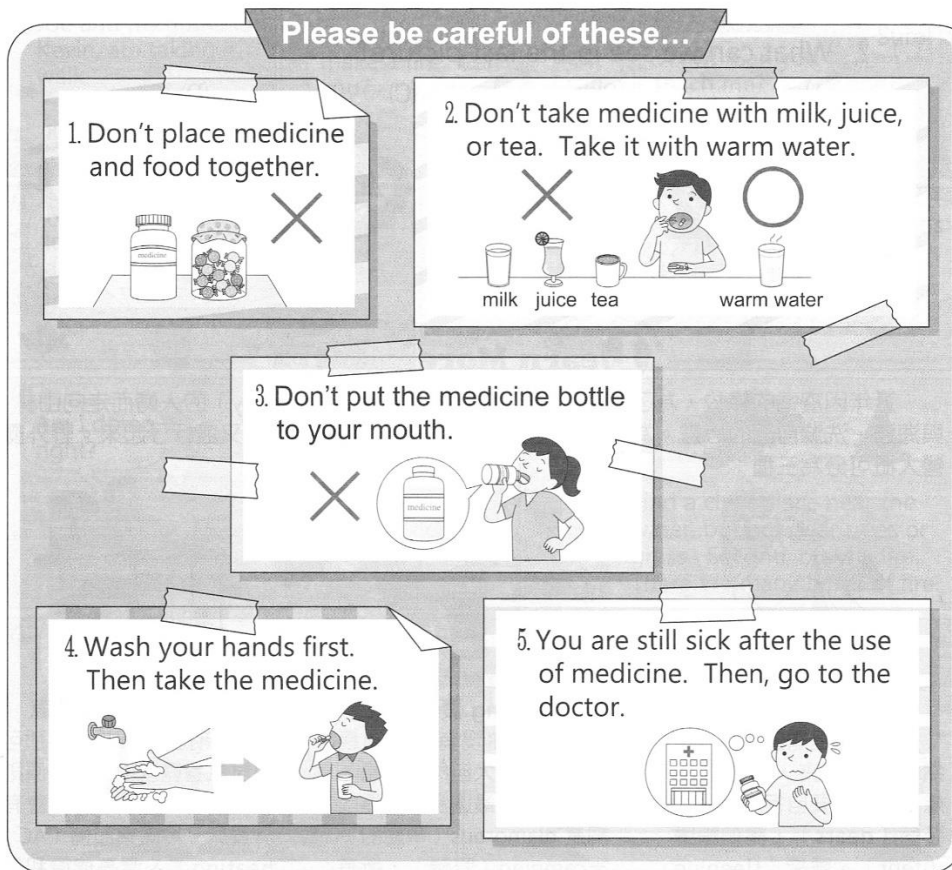 Please be careful of these…
1. Don't place medicine
and food together.
medicine
2. Don't take medicine with milk, juice,
or tea. Take it with warm water.
milk juice tea warm water
3. Don't put the medicine bottle
to your mouth.
medicine
4. Wash your hands first.
Then take the medicine.
5. You are still sick after the use
of medicine. Then, go to the
doctor.